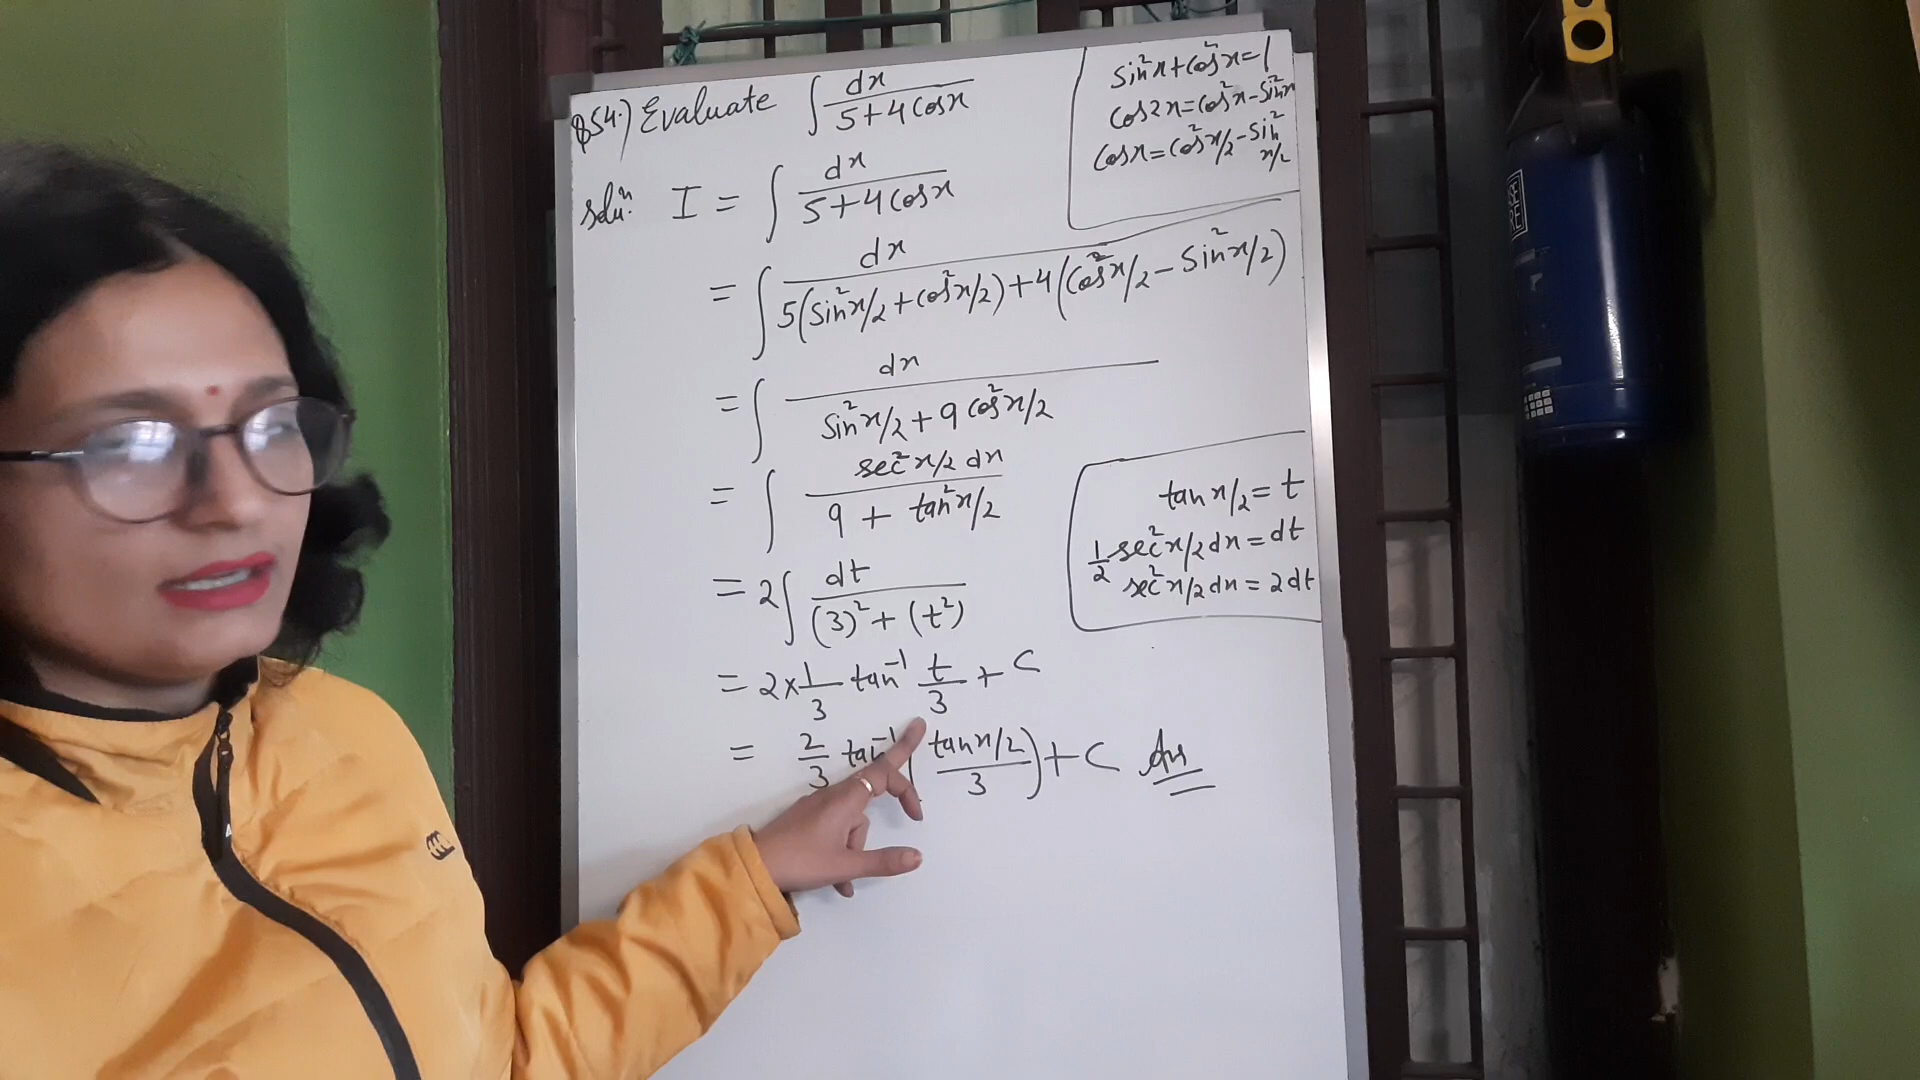 Q54.) Evaluate ∫ dx / 5+4cosx
soluⁿ: I = ∫ dx / 5+4cosx
= ∫ dx / 5(sin²x/2 + cos²x/2) + 4(cos²x/2 - sin²x/2)
= ∫ dx / sin²x/2 + 9cos²x/2
= ∫ sec²x/2 dx / 9 + tan²x/2
= 2∫ dt / (3)² + (t²)
= 2×1/3 tan⁻¹ t/3 + c
= 2/3 tan⁻¹ (tanx/2 / 3) + C Ans
sin²x+cos²x=1
cos2x=cos²x-sin²x
cosx=cos²x/2-sin²x/2
tan x/2 = t
1/2 sec²x/2 dx = dt
sec²x/2 dx = 2dt